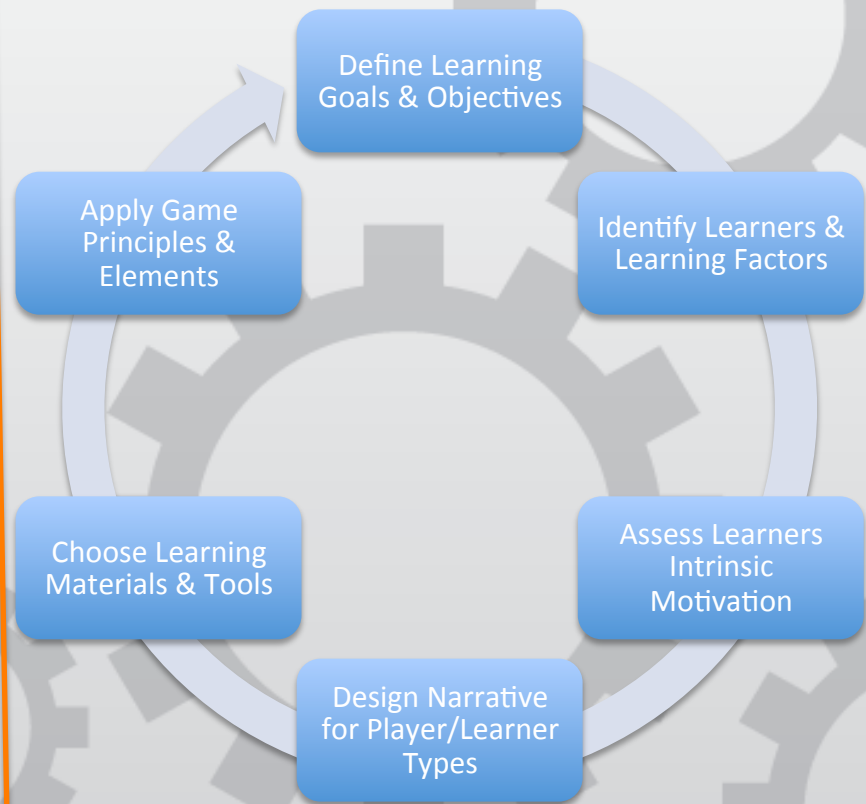 Define Learning
Goals & Objectives
Identify Learners &
Learning Factors
Assess Learners
Intrinsic
Motivation
Design Narrative
for Player/Learner
Types
Choose Learning
Materials & Tools
Apply Game
Principles &
Elements